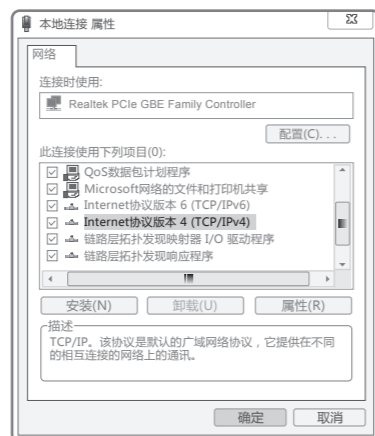 本地连接 属性
网络
连接时使用:
Realtek PCIe GBE Family Controller
配置(C). . .
此连接使用下列项目(0):
QoS数据包计划程序
Microsoft网络的文件和打印机共享
Internet协议版本 6 (TCP/IPv6)
Internet协议版本 4 (TCP/IPv4)
链路层拓扑发现映射器 I/O 驱动程序
链路层拓扑发现响应程序
安装(N) 卸载(U) 属性(R)
描述
TCP/IP。该协议是默认的广域网络协议，它提供在不同
的相互连接的网络上的通讯。
确定 取消